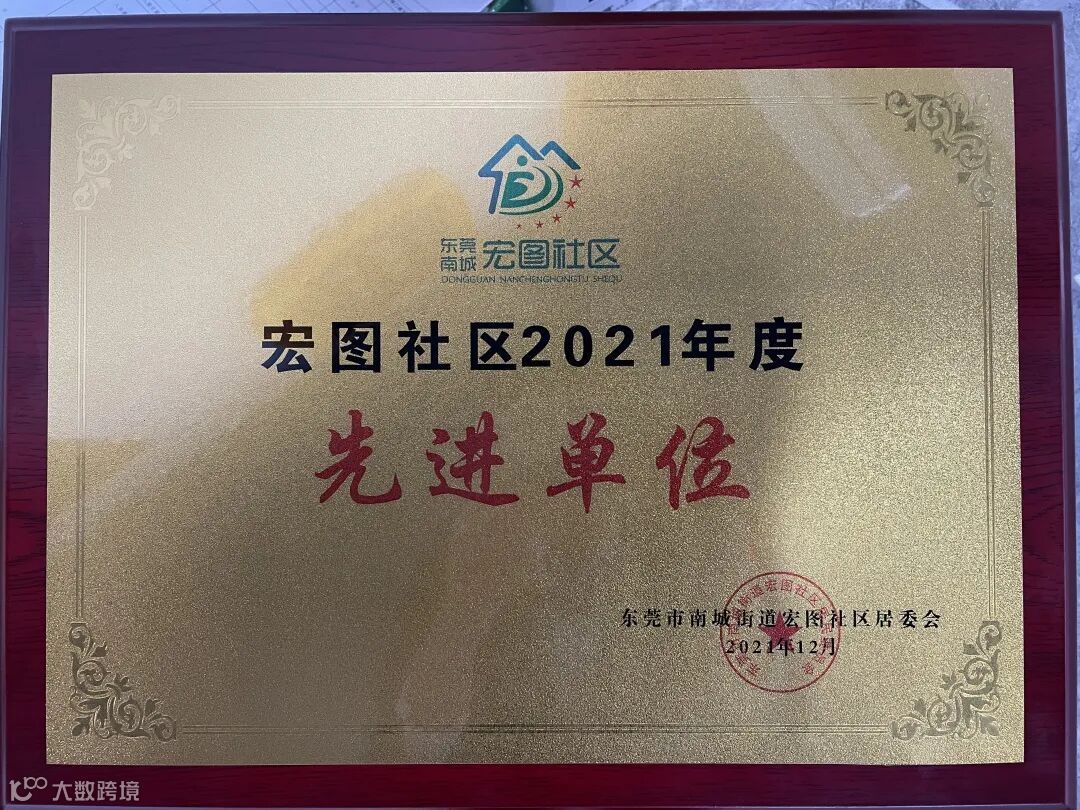 东莞
南城
宏图社区
DONGGUAN NANCHENGHONGTU SHEQU
宏图社区2021年度
先进单位
东莞市南城街道宏图社区居委会
2021年12月
大数跨境